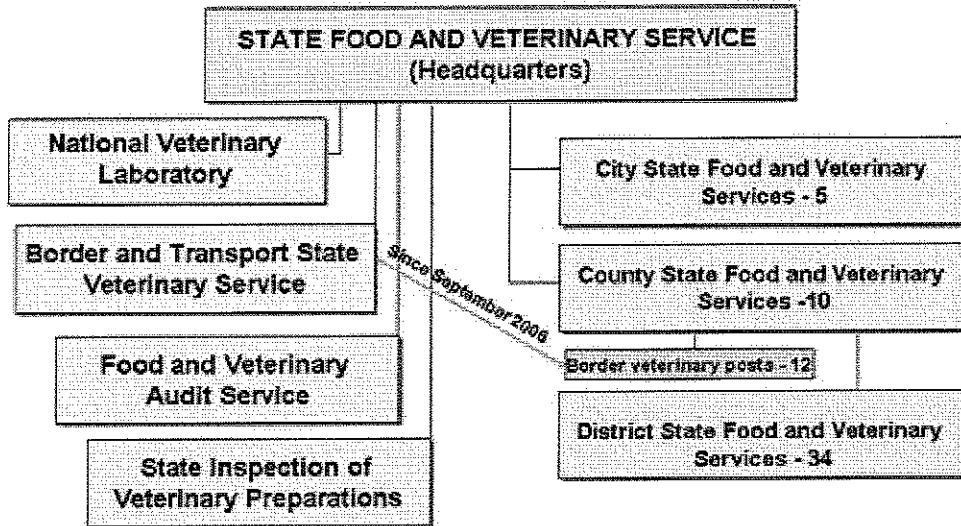 STATE FOOD AND VETERINARY SERVICE
(Headquarters)
National Veterinary
Laboratory
Border and Transport State
Veterinary Service
Food and Veterinary
Audit Service
State Inspection of
Veterinary Preparations
Since September 2006
City State Food and Veterinary
Services - 5
County State Food and Veterinary
Services -10
Border veterinary posts - 12
District State Food and Veterinary
Services - 34